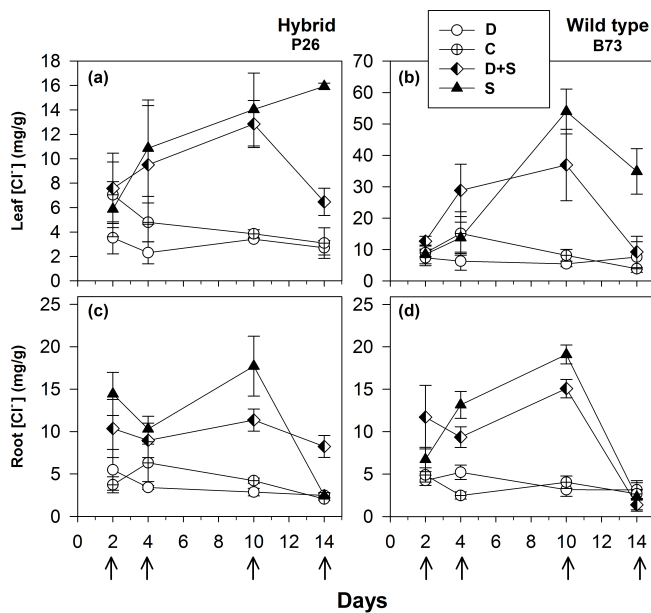 Hybrid
P26
Wild type
B73
D
C
D+S
S
(a)
18
16
14
12
10
8
6
4
2
0
Leaf [Cl-] (mg/g)
(b)
70
60
50
40
30
20
10
0
(c)
25
20
15
10
5
0
Root [Cl-] (mg/g)
0 2 4 6 8 10 12 14
(d)
25
20
15
10
5
0
0 2 4 6 8 10 12 14
Days